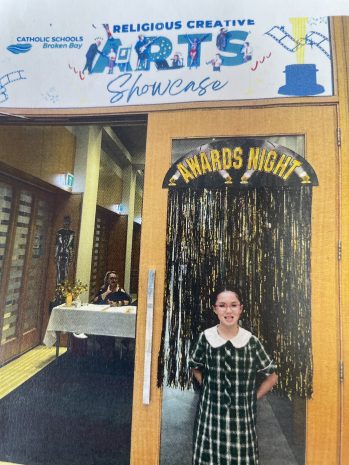 RELIGIOUS CREATIVE
CATHOLIC SCHOOLS
Broken Bay
ARTS
Showcase
AWARDS NIGHT